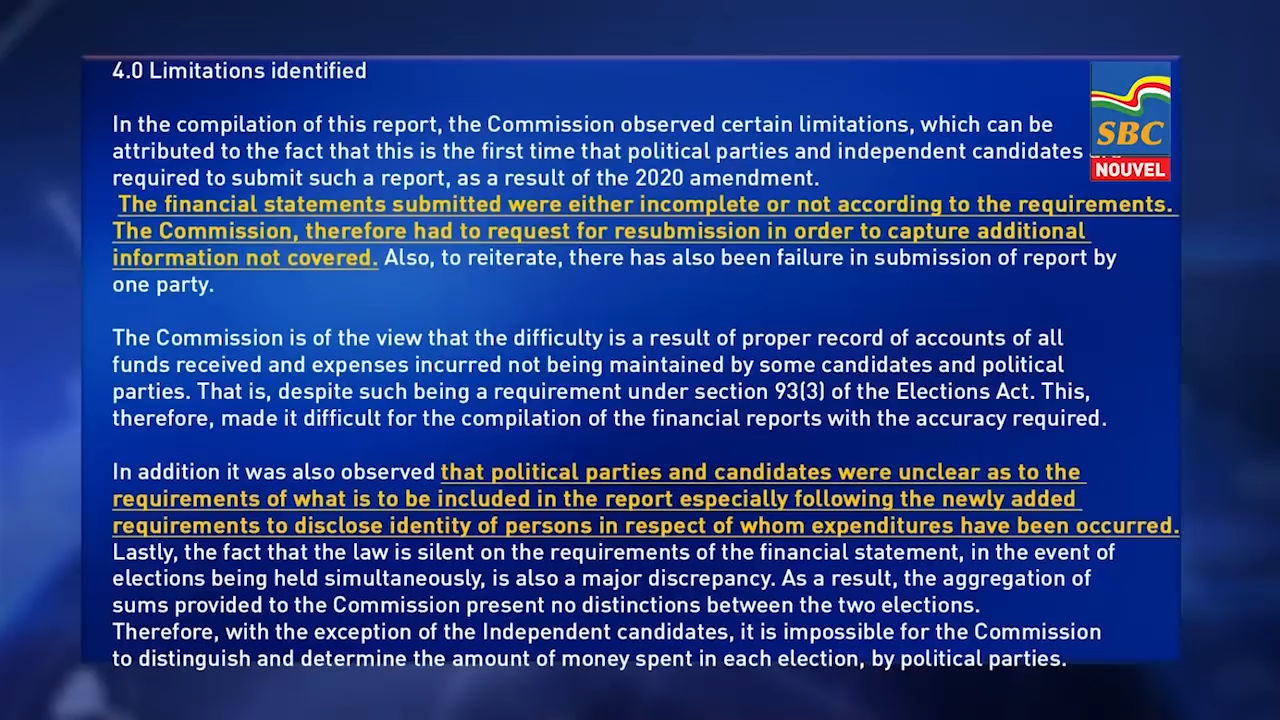 4.0 Limitations identified
In the compilation of this report, the Commission observed certain limitations, which can be
attributed to the fact that this is the first time that political parties and independent candidates
required to submit such a report, as a result of the 2020 amendment.
The financial statements submitted were either incomplete or not according to the requirements.
The Commission, therefore had to request for resubmission in order to capture additional
information not covered. Also, to reiterate, there has also been failure in submission of report by
one party.
The Commission is of the view that the difficulty is a result of proper record of accounts of all
funds received and expenses incurred not being maintained by some candidates and political
parties. That is, despite such being a requirement under section 93(3) of the Elections Act. This,
therefore, made it difficult for the compilation of the financial reports with the accuracy required.
In addition it was also observed that political parties and candidates were unclear as to the
requirements of what is to be included in the report especially following the newly added
requirements to disclose identity of persons in respect of whom expenditures have been occurred.
Lastly, the fact that the law is silent on the requirements of the financial statement, in the event of
elections being held simultaneously, is also a major discrepancy. As a result, the aggregation of
sums provided to the Commission present no distinctions between the two elections.
Therefore, with the exception of the Independent candidates, it is impossible for the Commission
to distinguish and determine the amount of money spent in each election, by political parties.
SBC
NOUVEL